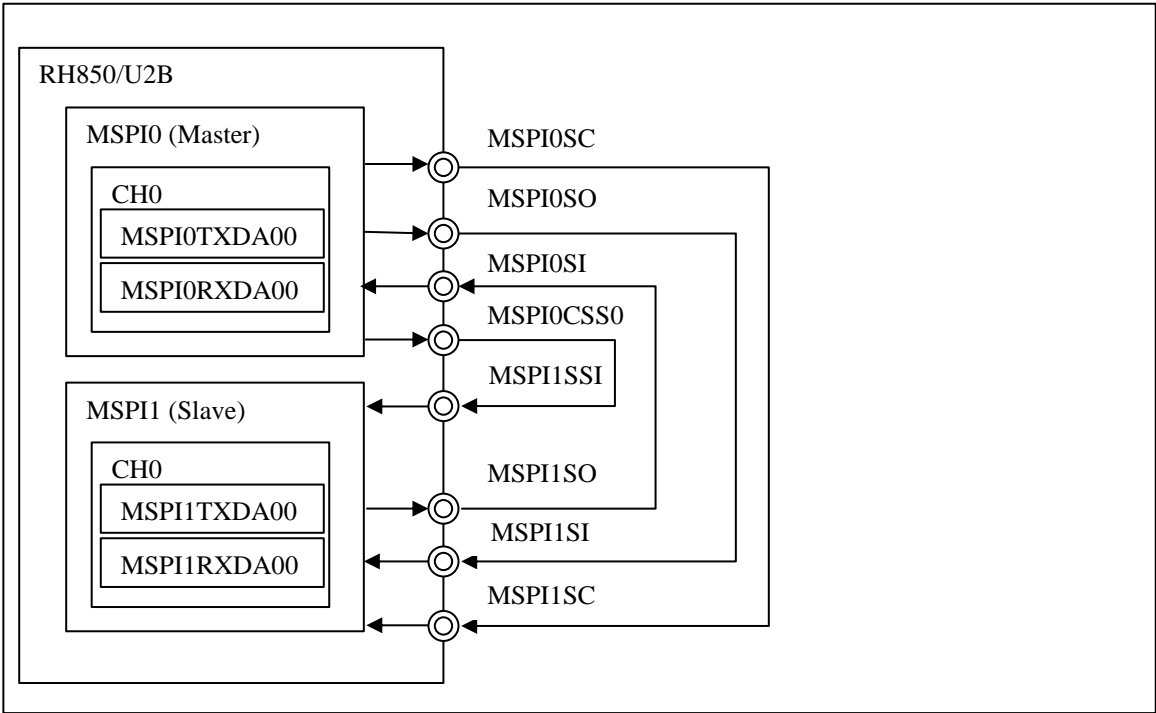 RH850/U2B
MSPI0 (Master)
CH0
MSPI0TXDA00
MSPI0RXDA00
MSPI0SC
MSPI0SO
MSPI0SI
MSPI0CSS0
MSPI1SSI
MSPI1 (Slave)
CH0
MSPI1TXDA00
MSPI1RXDA00
MSPI1SO
MSPI1SI
MSPI1SC